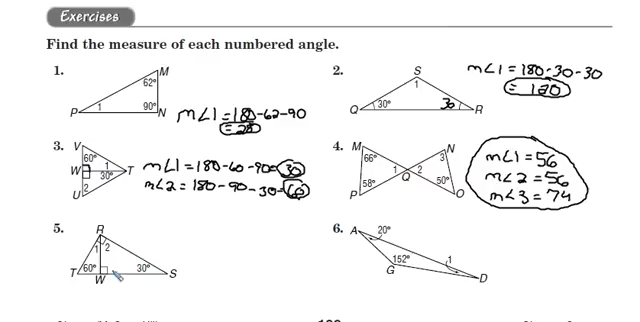 Exercises
Find the measure of each numbered angle.
1.
M
62°
P 1 90° N
m∠1 = 180-62-90
= 28
2.
S
1
Q 30° 30 R
m∠1 = 180-30-30
= 120
3. V
60°
W 1 T
30°
2
U
m∠1 = 180-60-90=30
m∠2 = 180-90-30=60
4. M N
66° 3
1 2
Q
58° 50°
P O
m∠1 = 56
m∠2 = 56
m∠3 = 74
5. R
1 2
T 60° 30° S
W
6. A 20°
152° 1
G D